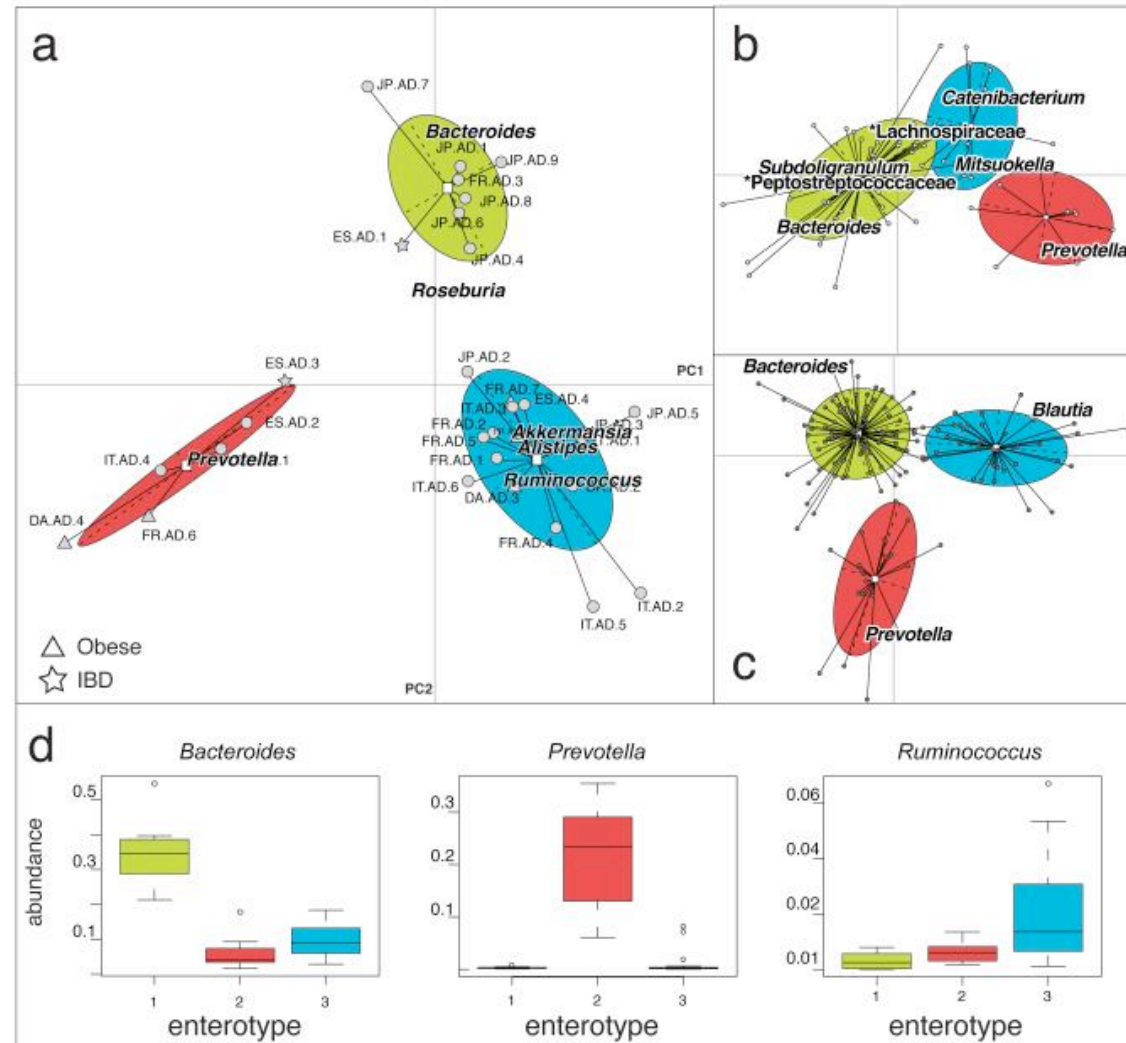 a
JP.AD.7
Bacteroides
JP.AD.1
JP.AD.9
FR.AD.3
JP.AD.8
JP.AD.6
ES.AD.1
JP.AD.4
Roseburia
ES.AD.3
JP.AD.2
PC1
FR.AD.7
ES.AD.4
ES.AD.2
IT.AD.3
JP.AD.5
FR.AD.2
Akkermansia
FR.AD.5
IT.AD.1
Alistipes
IT.AD.4
Prevotella
FR.AD.1
IT.AD.6
Ruminococcus
DA.AD.3
DA.AD.4
FR.AD.6
FR.AD.4
IT.AD.2
IT.AD.5
Obese
IBD
PC2
b
Catenibacterium
*Lachnospiraceae
Subdoligranulum
Mitsuokella
*Peptostreptococcaceae
Bacteroides
Prevotella
Bacteroides
Blautia
Prevotella
c
d
Bacteroides
abundance
0.5
0.3
0.1
1 2 3
enterotype
Prevotella
0.3
0.2
0.1
1 2 3
enterotype
Ruminococcus
0.06
0.04
0.02
0.01
1 2 3
enterotype